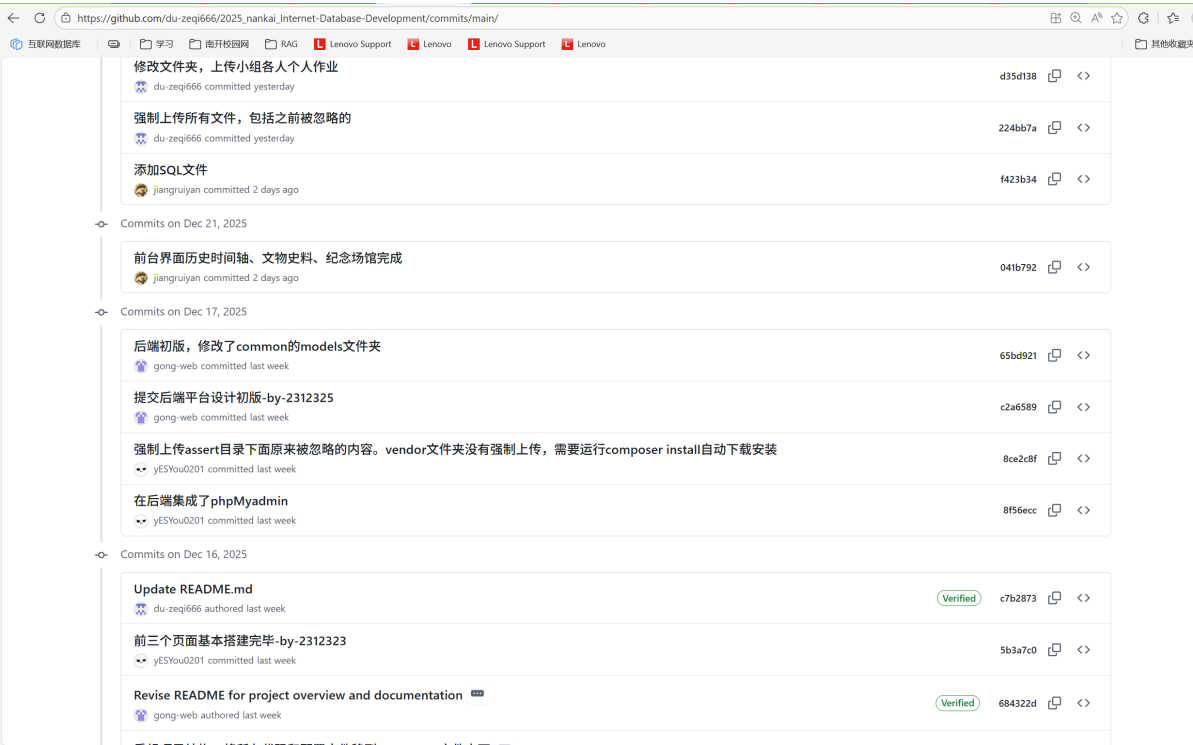 https://github.com/du-zeqi666/2025_nankai_Internet-Database-Development/commits/main/
互联网数据库 学习 南开校园网 RAG Lenovo Support Lenovo Lenovo Support Lenovo 其他收藏夹
修改文件夹，上传小组各人个人作业
du-zeqi666 committed yesterday
d35d138
强制上传所有文件，包括之前被忽略的
du-zeqi666 committed yesterday
224bb7a
添加SQL文件
jiangruiyan committed 2 days ago
f423b34
Commits on Dec 21, 2025
前台界面历史时间轴、文物史料、纪念场馆完成
jiangruiyan committed 2 days ago
041b792
Commits on Dec 17, 2025
后端初版，修改了common的models文件夹
gong-web committed last week
65bd921
提交后端平台设计初版-by-2312325
gong-web committed last week
c2a6589
强制上传assert目录下面原来被忽略的内容。vendor文件夹没有强制上传，需要运行composer install自动下载安装
yESYou0201 committed last week
8ce2c8f
在后端集成了phpMyadmin
yESYou0201 committed last week
8f56ecc
Commits on Dec 16, 2025
Update README.md
du-zeqi666 authored last week
Verified c7b2873
前三个页面基本搭建完毕-by-2312323
yESYou0201 committed last week
5b3a7c0
Revise README for project overview and documentation
gong-web authored last week
Verified 684322d